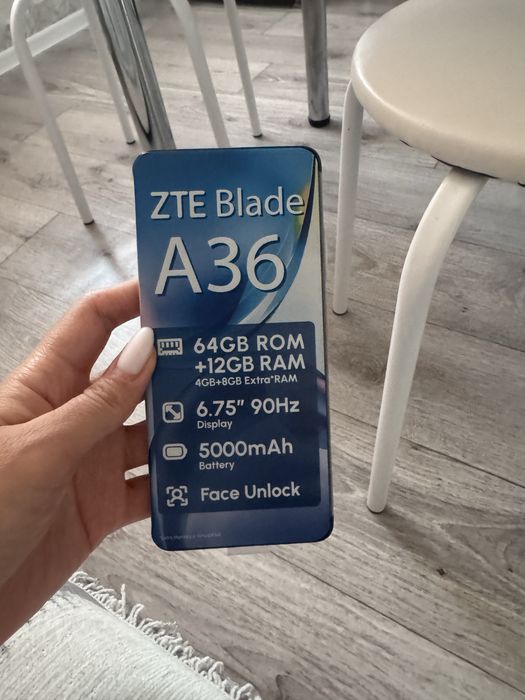 ZTE Blade
A36
64GB ROM
+12GB RAM
4GB+8GB Extra*RAM
6.75" 90Hz
Display
5000mAh
Battery
Face Unlock